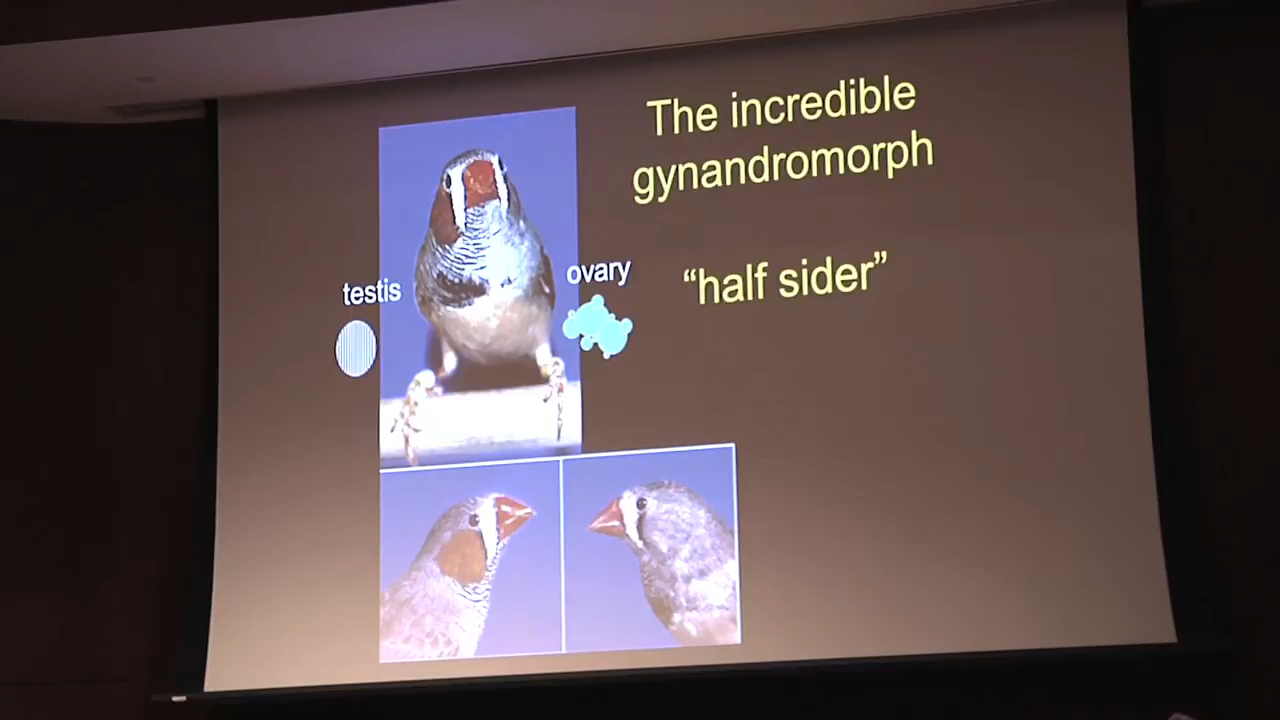 The incredible
gynandromorph
"half sider"
testis
ovary